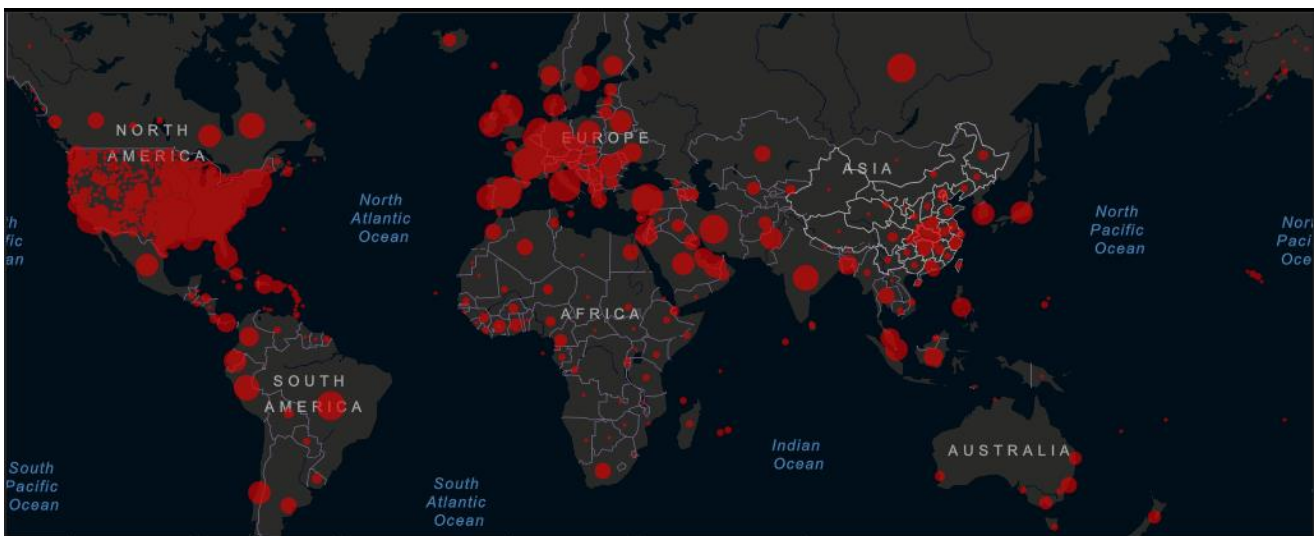 NORTH
AMERICA
EUROPE
ASIA
North
Atlantic
Ocean
North
Pacific
Ocean
AFRICA
SOUTH
AMERICA
Indian
Ocean
AUSTRALIA
South
Pacific
Ocean
South
Atlantic
Ocean